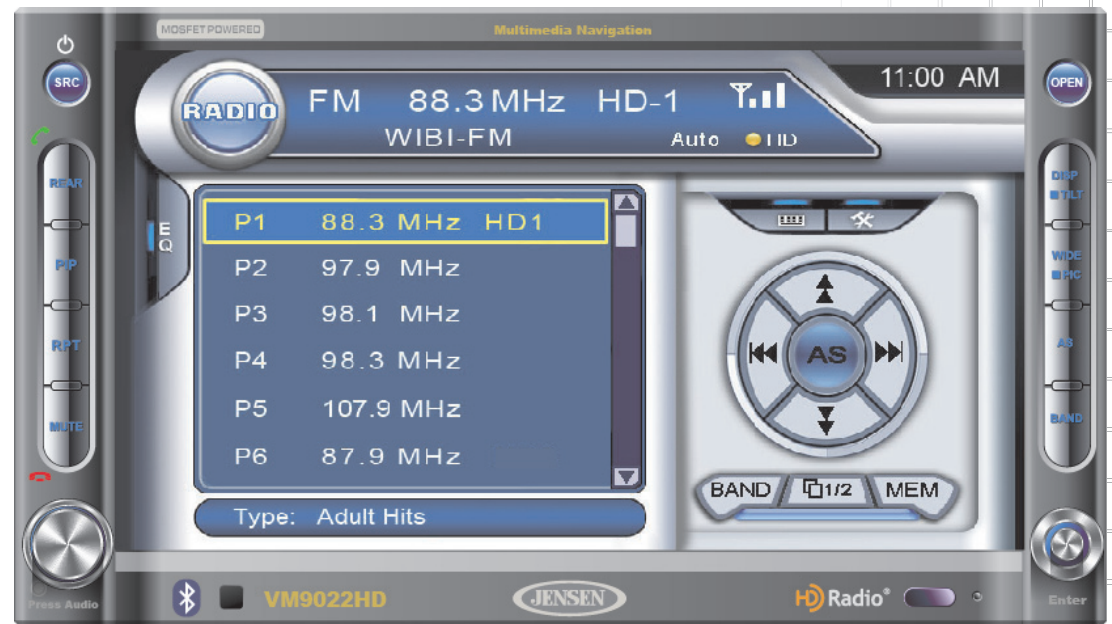 MOSFET POWERED
Multimedia Navigation
SRC
OPEN
11:00 AM
RADIO
FM 88.3 MHz HD-1
WIBI-FM
Auto HD
REAR
PIP
RPT
MUTE
EQ
P1 88.3 MHz HD1
P2 97.9 MHz
P3 98.1 MHz
P4 98.3 MHz
P5 107.9 MHz
P6 87.9 MHz
Type: Adult Hits
AS
BAND
1/2
MEM
DISP
TILT
WIDE
PIC
AS
BAND
Press Audio
VM9022HD
JENSEN
HD Radio®
Enter